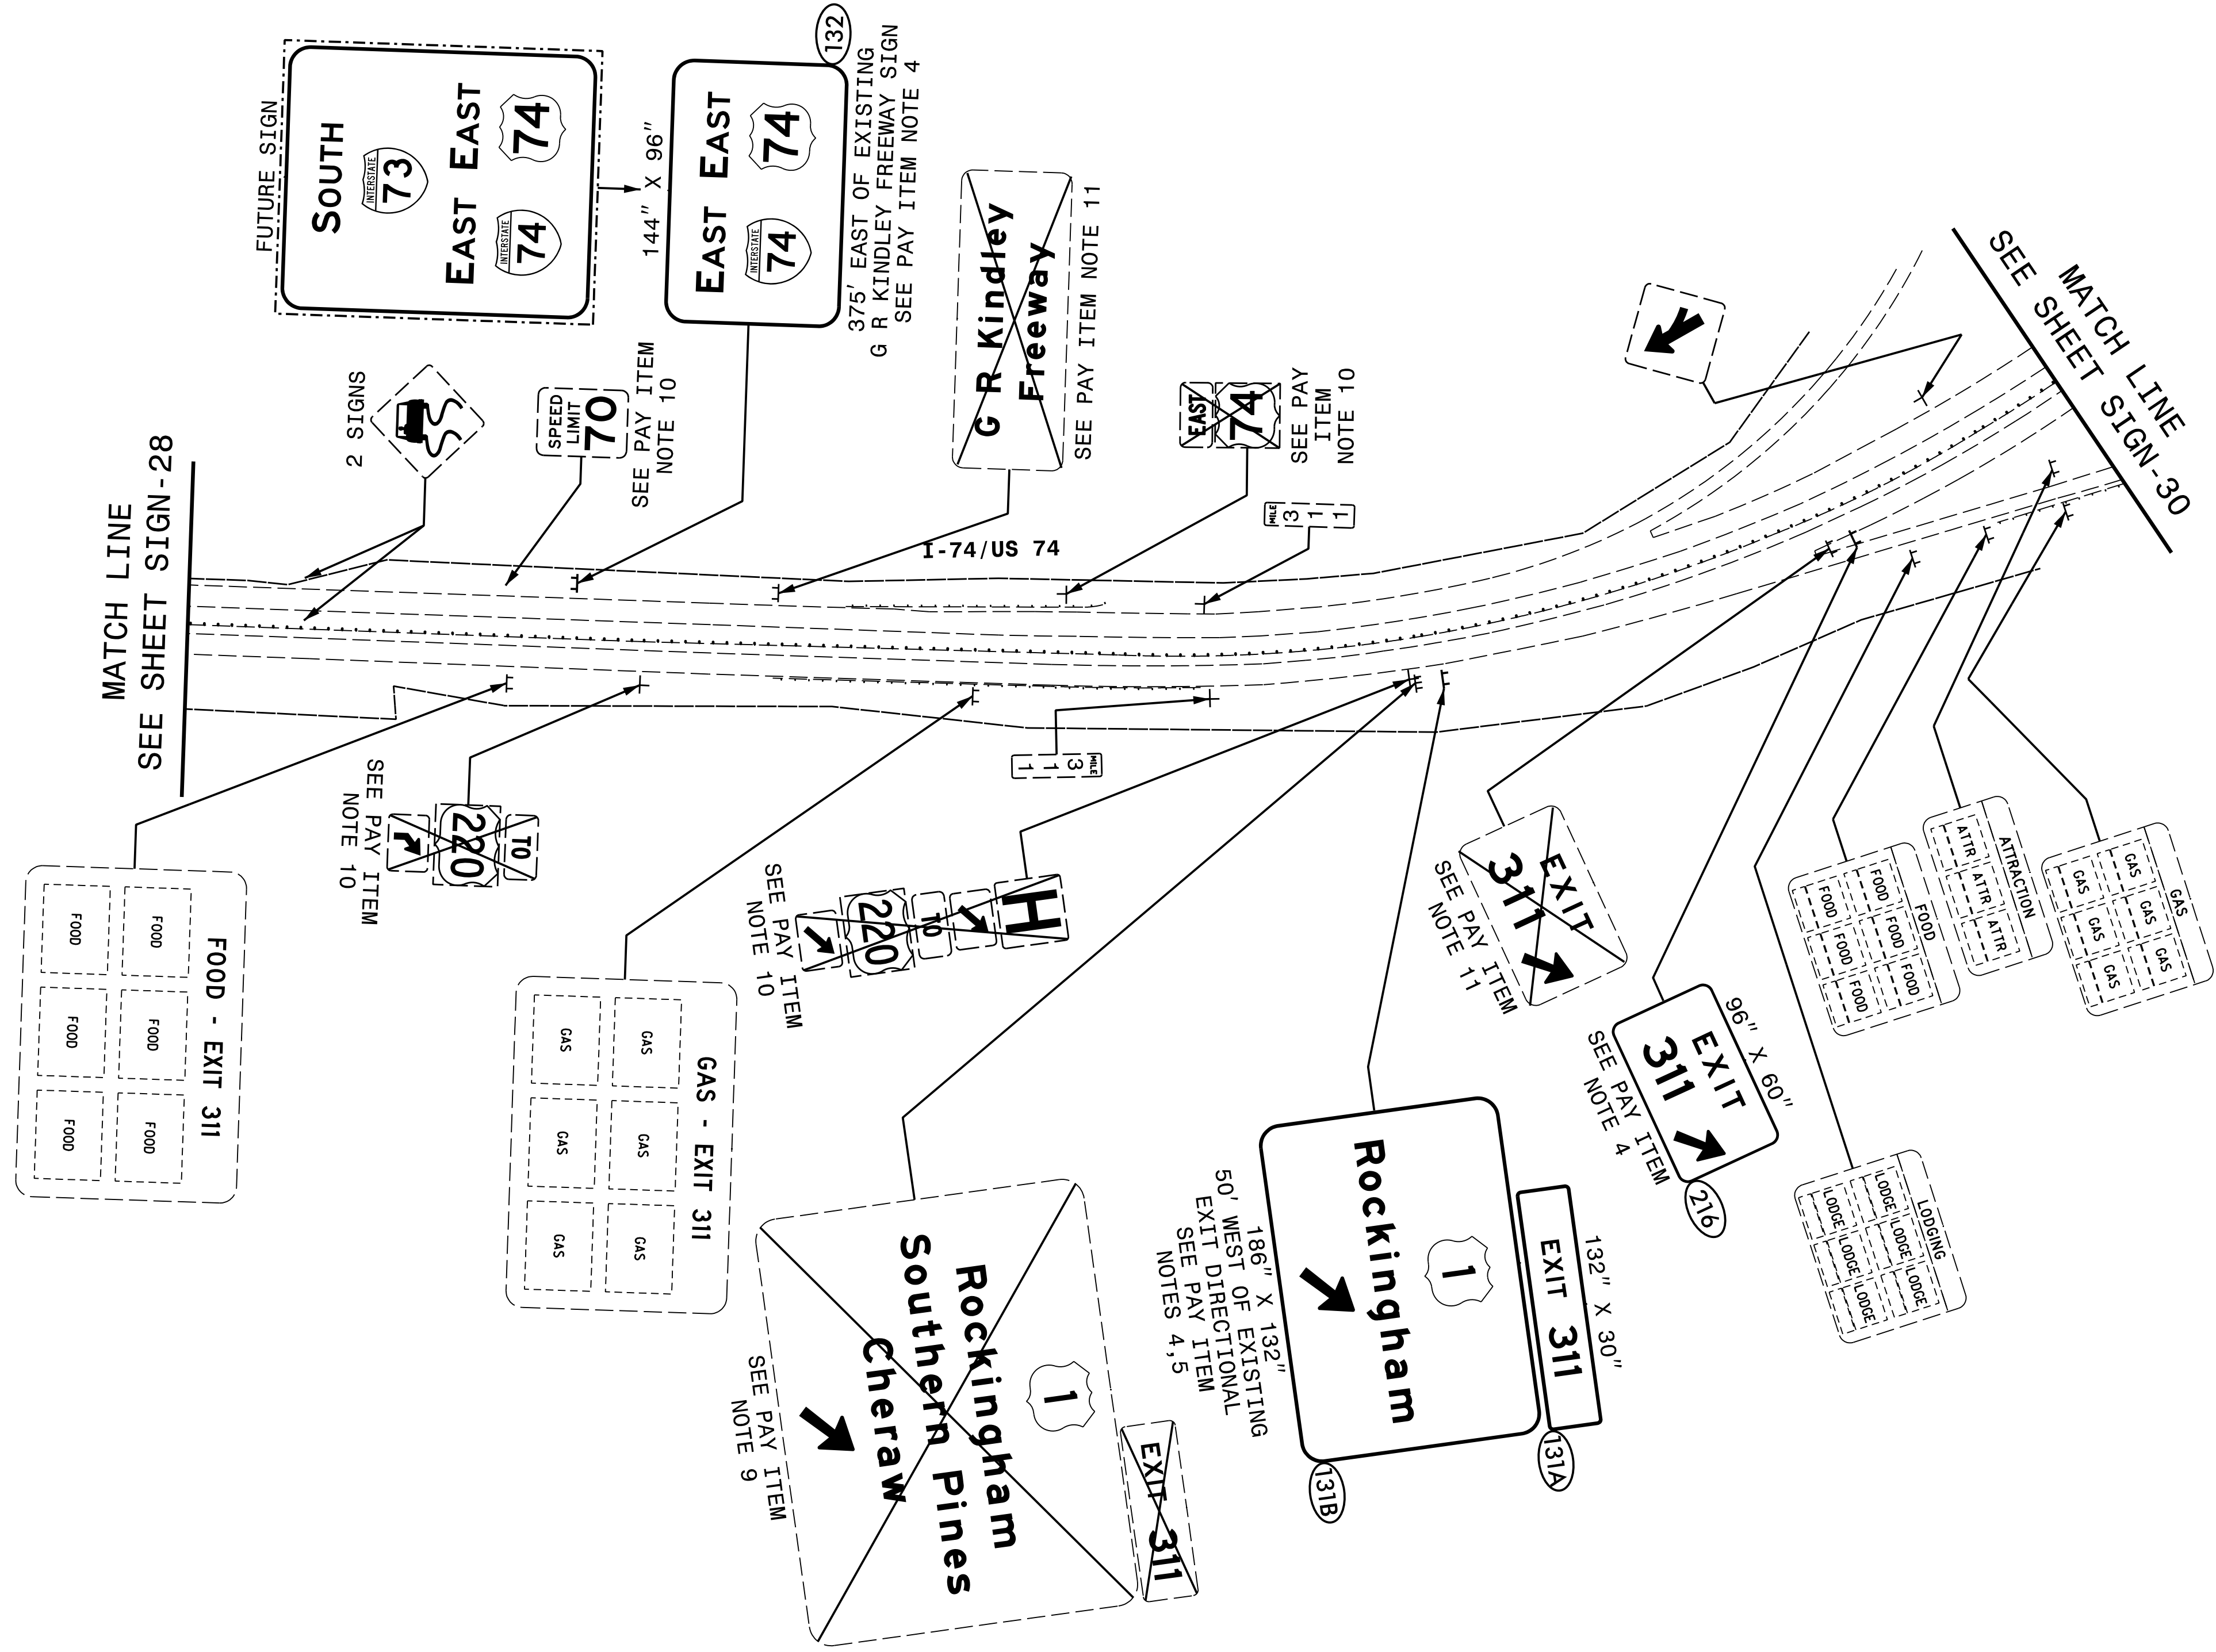 FUTURE SIGN
SOUTH
INTERSTATE
73
EAST EAST
INTERSTATE
74 74
144" X 96"
EAST EAST
INTERSTATE
74 74
132
375' EAST OF EXISTING
G R KINDLEY FREEWAY SIGN
SEE PAY ITEM NOTE 4
G R Kindley
Freeway
SEE PAY ITEM NOTE 11
2 SIGNS
SPEED
LIMIT
70
SEE PAY ITEM
NOTE 10
EAST
74
SEE PAY
ITEM
NOTE 10
MILE
3
1
1
I-74/US 74
MATCH LINE
SEE SHEET SIGN-28
MATCH LINE
SEE SHEET SIGN-30
FOOD - EXIT 311
FOOD FOOD FOOD
FOOD FOOD FOOD
TO
220
SEE PAY ITEM
NOTE 10
GAS - EXIT 311
GAS GAS GAS
GAS GAS GAS
MILE
3
1
1
H
TO
220
SEE PAY ITEM
NOTE 10
EXIT 311
1
Rockingham
Southern Pines
Cheraw
SEE PAY ITEM
NOTE 9
132" X 30"
EXIT 311
131A
1
Rockingham
131B
186" X 132"
50' WEST OF EXISTING
EXIT DIRECTIONAL
SEE PAY ITEM
NOTES 4,5
EXIT
311
SEE PAY ITEM
NOTE 11
96" X 60"
EXIT
311
216
SEE PAY ITEM
NOTE 4
LODGING
LODGE LODGE LODGE
LODGE LODGE LODGE
FOOD
FOOD FOOD FOOD
FOOD FOOD FOOD
ATTRACTION
ATTR ATTR ATTR
GAS
GAS GAS GAS
GAS GAS GAS